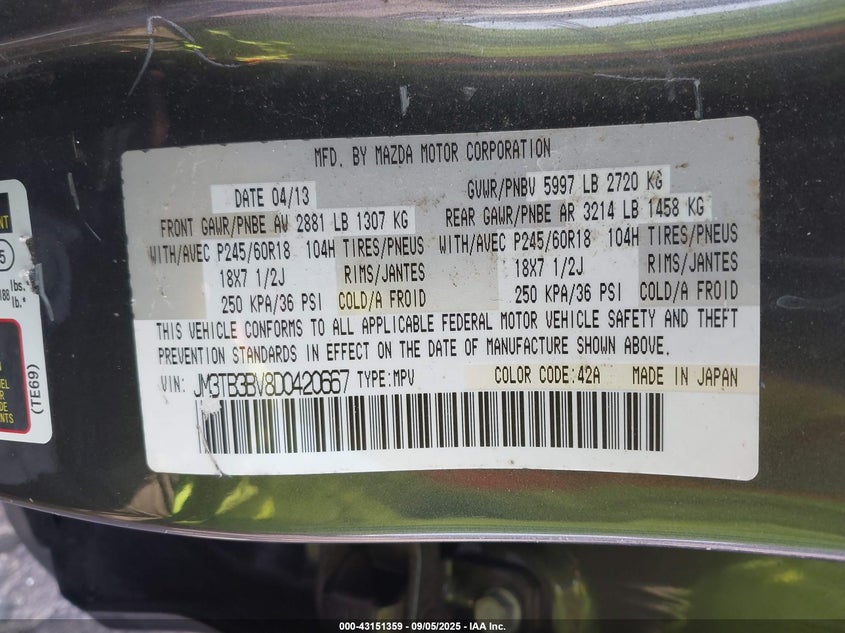 MFD. BY MAZDA MOTOR CORPORATION
DATE 04/13 GVWR/PNBV 5997 LB 2720 KG
FRONT GAWR/PNBE AV 2881 LB 1307 KG REAR GAWR/PNBE AR 3214 LB 1458 KG
WITH/AVEC P245/60R18 104H TIRES/PNEUS WITH/AVEC P245/60R18 104H TIRES/PNEUS
18X7 1/2J RIMS/JANTES 18X7 1/2J RIMS/JANTES
250 KPA/36 PSI COLD/A FROID 250 KPA/36 PSI COLD/A FROID
THIS VEHICLE CONFORMS TO ALL APPLICABLE FEDERAL MOTOR VEHICLE SAFETY AND THEFT
PREVENTION STANDARDS IN EFFECT ON THE DATE OF MANUFACTURE SHOWN ABOVE.
VIN: JM3TB3BV8D0420667 TYPE:MPV COLOR CODE:42A MADE IN JAPAN
5
lbs.*
lb.*
(TE69)
000-43151359 - 09/05/2025 - IAA Inc.